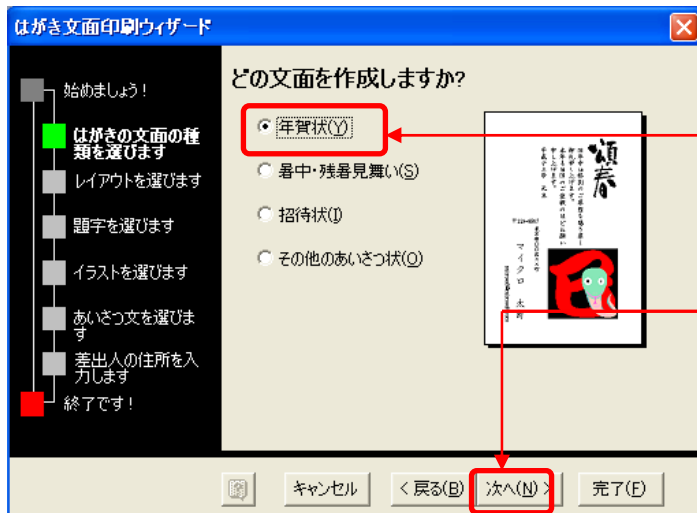 はがき文面印刷ウィザード
始めましょう!
はがきの文面の種
類を選びます
レイアウトを選びます
題字を選びます
イラストを選びます
あいさつ文を選びま
す
差出人の住所を入
力します
終了です!
どの文面を作成しますか?
年賀状(Y)
暑中・残暑見舞い(S)
招待状(I)
その他のあいさつ状(O)
頌春
マイクロ 太郎
キャンセル
< 戻る(B)
次へ(N) >
完了(F)